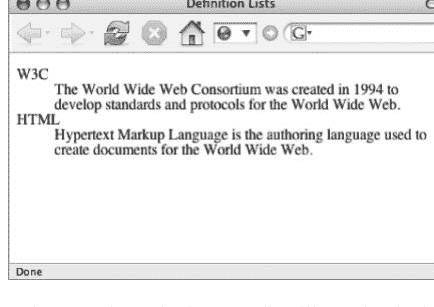 Definition Lists
G
W3C
The World Wide Web Consortium was created in 1994 to
develop standards and protocols for the World Wide Web.
HTML
Hypertext Markup Language is the authoring language used to
create documents for the World Wide Web.
Done